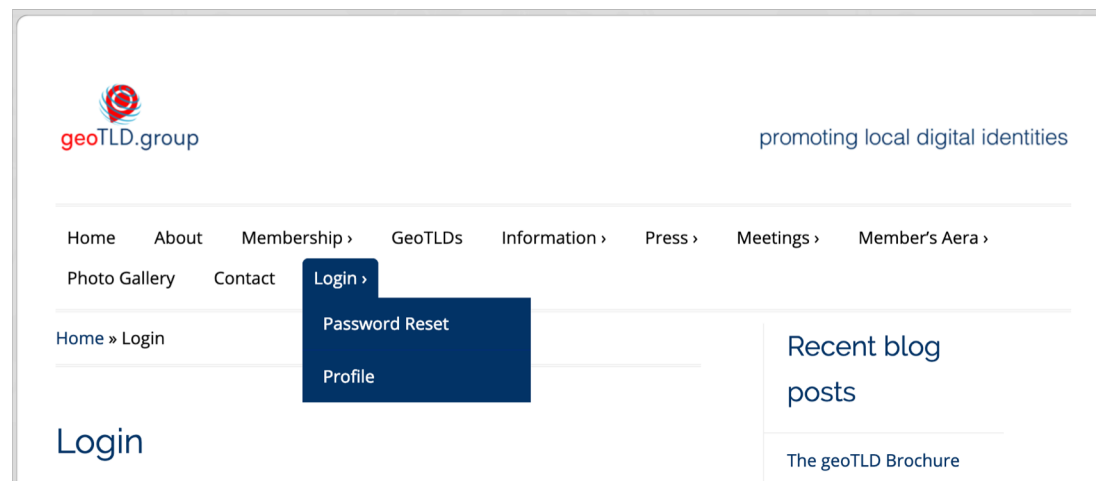 geoTLD.group
promoting local digital identities
Home About Membership › GeoTLDs Information › Press › Meetings › Member's Aera ›
Photo Gallery Contact Login ›
Password Reset
Profile
Home » Login
Login
Recent blog
posts
The geoTLD Brochure